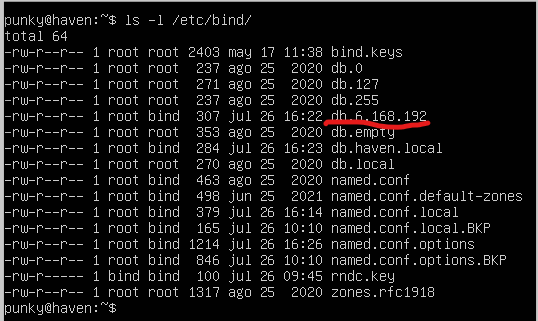 punky@haven:~$ ls -l /etc/bind/
total 64
-rw-r--r-- 1 root root 2403 may 17 11:38 bind.keys
-rw-r--r-- 1 root root  237 ago 25  2020 db.0
-rw-r--r-- 1 root root  271 ago 25  2020 db.127
-rw-r--r-- 1 root root  237 ago 25  2020 db.255
-rw-r--r-- 1 root bind  307 jul 26 16:22 db.6.168.192
-rw-r--r-- 1 root root  353 ago 25  2020 db.empty
-rw-r--r-- 1 root bind  284 jul 26 16:23 db.haven.local
-rw-r--r-- 1 root root  270 ago 25  2020 db.local
-rw-r--r-- 1 root bind  463 ago 25  2020 named.conf
-rw-r--r-- 1 root bind  498 jun 25  2021 named.conf.default-zones
-rw-r--r-- 1 root bind  379 jul 26 16:14 named.conf.local
-rw-r--r-- 1 root bind  165 jul 26 10:10 named.conf.local.BKP
-rw-r--r-- 1 root bind 1214 jul 26 16:26 named.conf.options
-rw-r--r-- 1 root bind  846 jul 26 10:10 named.conf.options.BKP
-rw-r----- 1 bind bind  100 jul 26 09:45 rndc.key
-rw-r--r-- 1 root root 1317 ago 25  2020 zones.rfc1918
punky@haven:~$